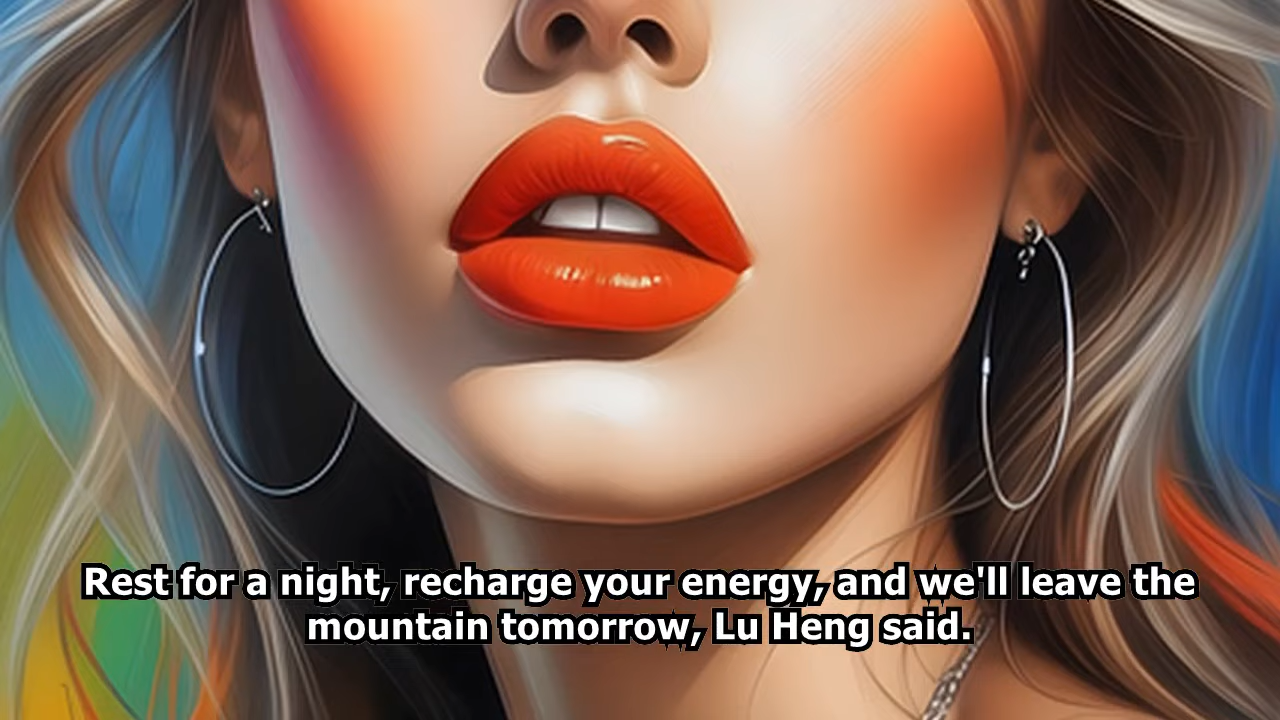 Rest for a night, recharge your energy, and we'll leave the
mountain tomorrow, Lu Heng said.